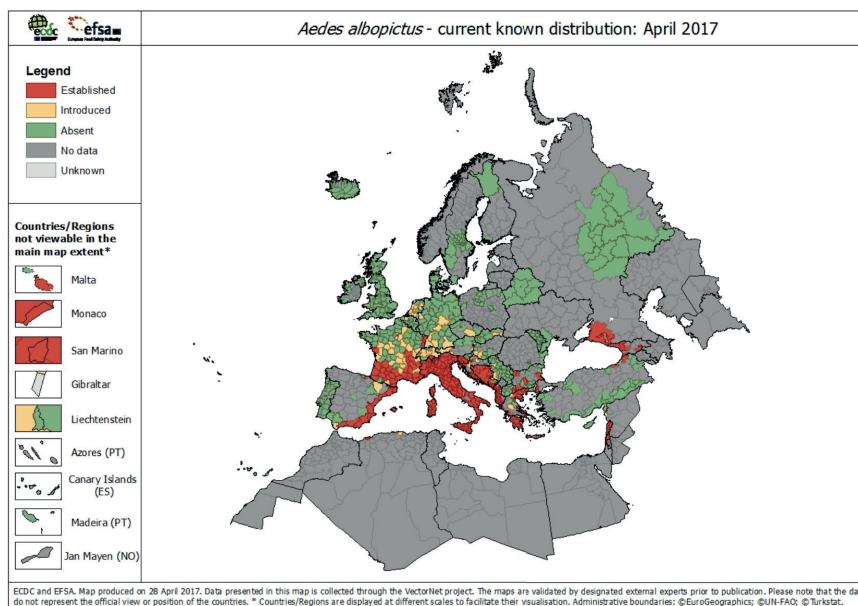 ecdc
efsa
European Food Safety Authority
Aedes albopictus - current known distribution: April 2017
Legend
Established
Introduced
Absent
No data
Unknown
Countries/Regions
not viewable in the
main map extent*
Malta
Monaco
San Marino
Gibraltar
Liechtenstein
Azores (PT)
Canary Islands
(ES)
Madeira (PT)
Jan Mayen (NO)
ECDC and EFSA. Map produced on 28 April 2017. Data presented in this map is collected through the VectorNet project. The maps are validated by designated external experts prior to publication. Please note that the da
do not represent the official view or position of the countries. * Countries/Regions are displayed at different scales to facilitate their visualisation. Administrative boundaries: ©EuroGeographics; ©UN-FAO; ©Turkstat.